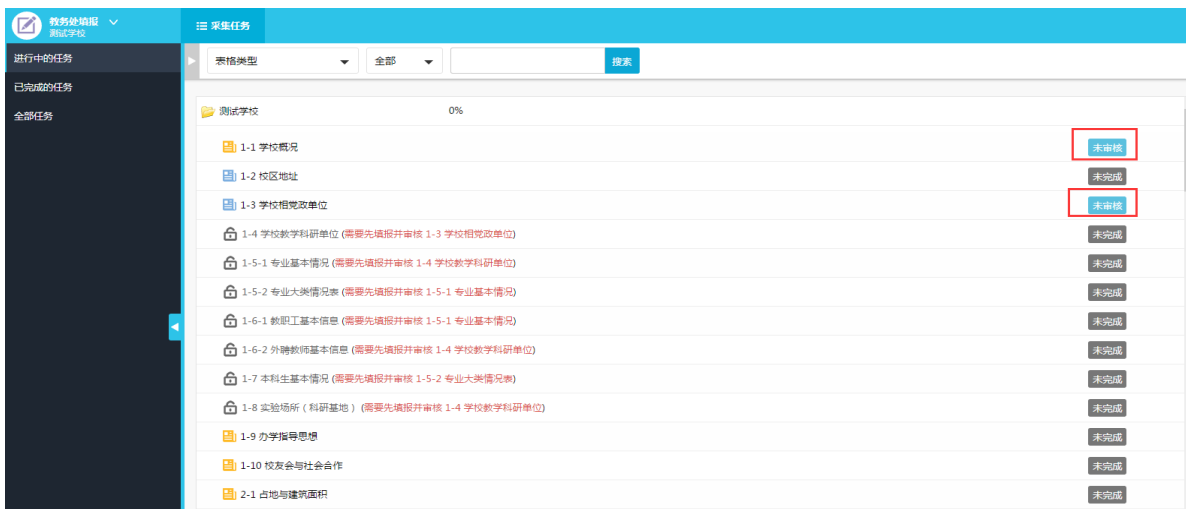 教务处填报
测试学校
采集任务
进行中的任务
已完成的任务
全部任务
表格类型 全部 搜索
测试学校 0%
1-1 学校概况 未审核
1-2 校区地址 未完成
1-3 学校相党政单位 未审核
1-4 学校教学科研单位 (需要先填报并审核 1-3 学校相党政单位) 未完成
1-5-1 专业基本情况 (需要先填报并审核 1-4 学校教学科研单位) 未完成
1-5-2 专业大类情况表 (需要先填报并审核 1-5-1 专业基本情况) 未完成
1-6-1 教职工基本信息 (需要先填报并审核 1-5-1 专业基本情况) 未完成
1-6-2 外聘教师基本信息 (需要先填报并审核 1-4 学校教学科研单位) 未完成
1-7 本科生基本情况 (需要先填报并审核 1-5-2 专业大类情况表) 未完成
1-8 实验场所（科研基地） (需要先填报并审核 1-4 学校教学科研单位) 未完成
1-9 办学指导思想 未完成
1-10 校友会与社会合作 未完成
2-1 占地与建筑面积 未完成